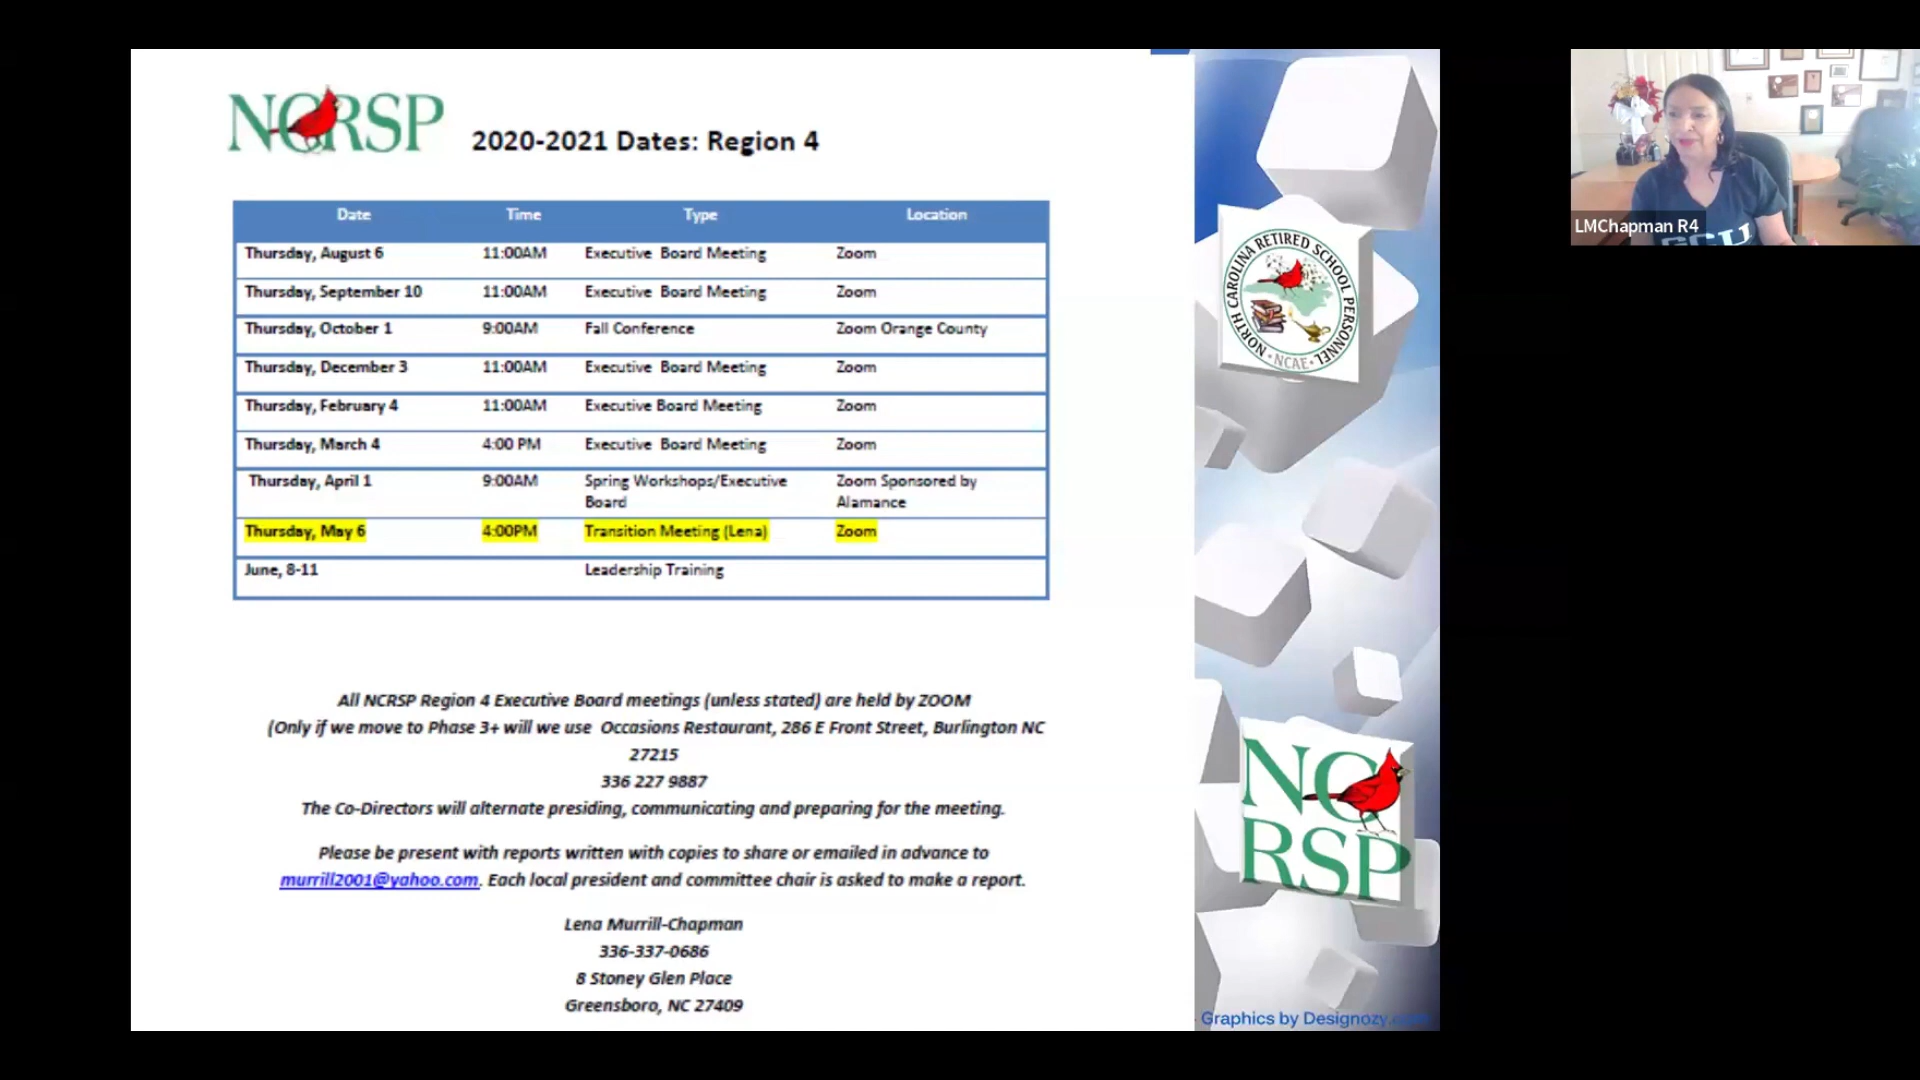 NCRSP
2020-2021 Dates: Region 4
Date Time Type Location
Thursday, August 6 11:00AM Executive Board Meeting Zoom
Thursday, September 10 11:00AM Executive Board Meeting Zoom
Thursday, October 1 9:00AM Fall Conference Zoom Orange County
Thursday, December 3 11:00AM Executive Board Meeting Zoom
Thursday, February 4 11:00AM Executive Board Meeting Zoom
Thursday, March 4 4:00 PM Executive Board Meeting Zoom
Thursday, April 1 9:00AM Spring Workshops/Executive Zoom Sponsored by
Board Alamance
Thursday, May 6 4:00PM Transition Meeting (Lena) Zoom
June, 8-11 Leadership Training
All NCRSP Region 4 Executive Board meetings (unless stated) are held by ZOOM
(Only if we move to Phase 3+ will we use Occasions Restaurant, 286 E Front Street, Burlington NC
27215
336 227 9887
The Co-Directors will alternate presiding, communicating and preparing for the meeting.
Please be present with reports written with copies to share or emailed in advance to
murrill2001@yahoo.com. Each local president and committee chair is asked to make a report.
Lena Murrill-Chapman
336-337-0686
8 Stoney Glen Place
Greensboro, NC 27409
NORTH CAROLINA RETIRED SCHOOL PERSONNEL
NCAE
NC
RSP
Graphics by Designozy
LMChapman R4